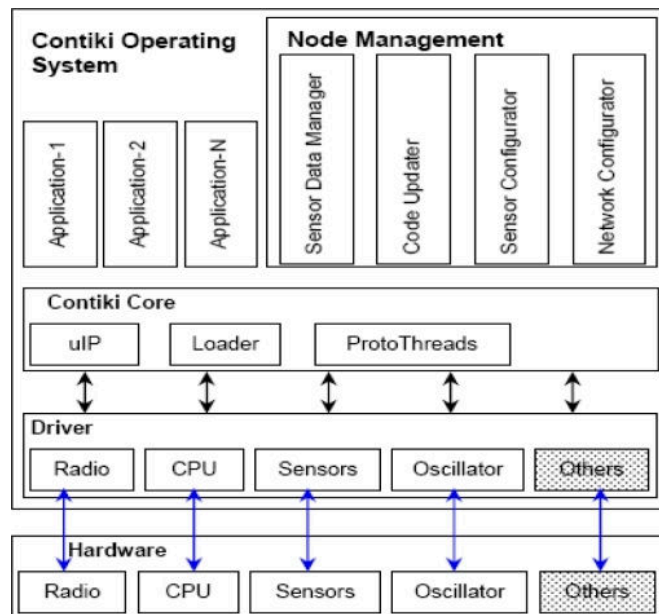 Contiki Operating
System
Node Management
Application-1
Application-2
Application-N
Sensor Data Manager
Code Updater
Sensor Configurator
Network Configurator
Contiki Core
uIP
Loader
ProtoThreads
Driver
Radio
CPU
Sensors
Oscillator
Others
Hardware
Radio
CPU
Sensors
Oscillator
Others